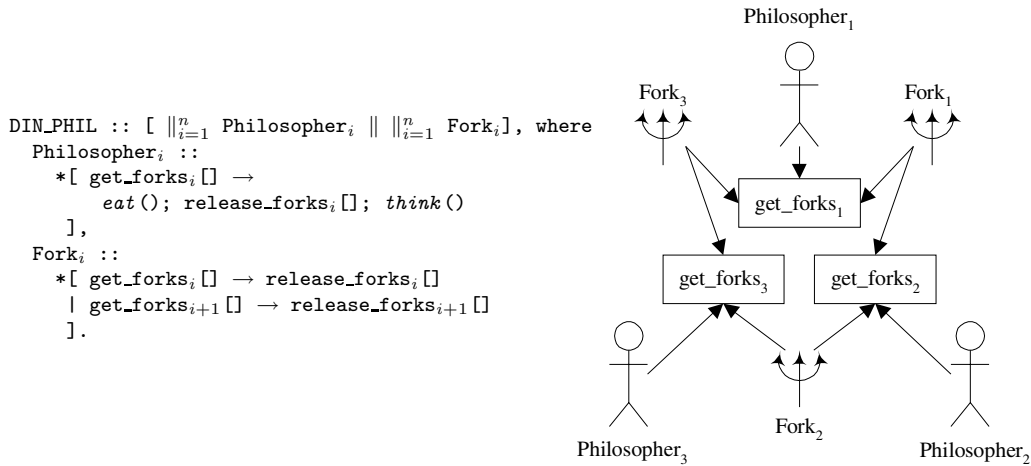 DIN_PHIL :: [ ∥ⁿᵢ₌₁ Philosopherᵢ ∥ ∥ⁿᵢ₌₁ Forkᵢ], where
Philosopherᵢ ::
*[ get_forksᵢ[] →
eat(); release_forksᵢ[]; think()
],
Forkᵢ ::
*[ get_forksᵢ[] → release_forksᵢ[]
| get_forksᵢ₊₁[] → release_forksᵢ₊₁[]
].
Philosopher₁
Fork₃
Fork₁
get_forks₁
get_forks₃
get_forks₂
Fork₂
Philosopher₃
Philosopher₂